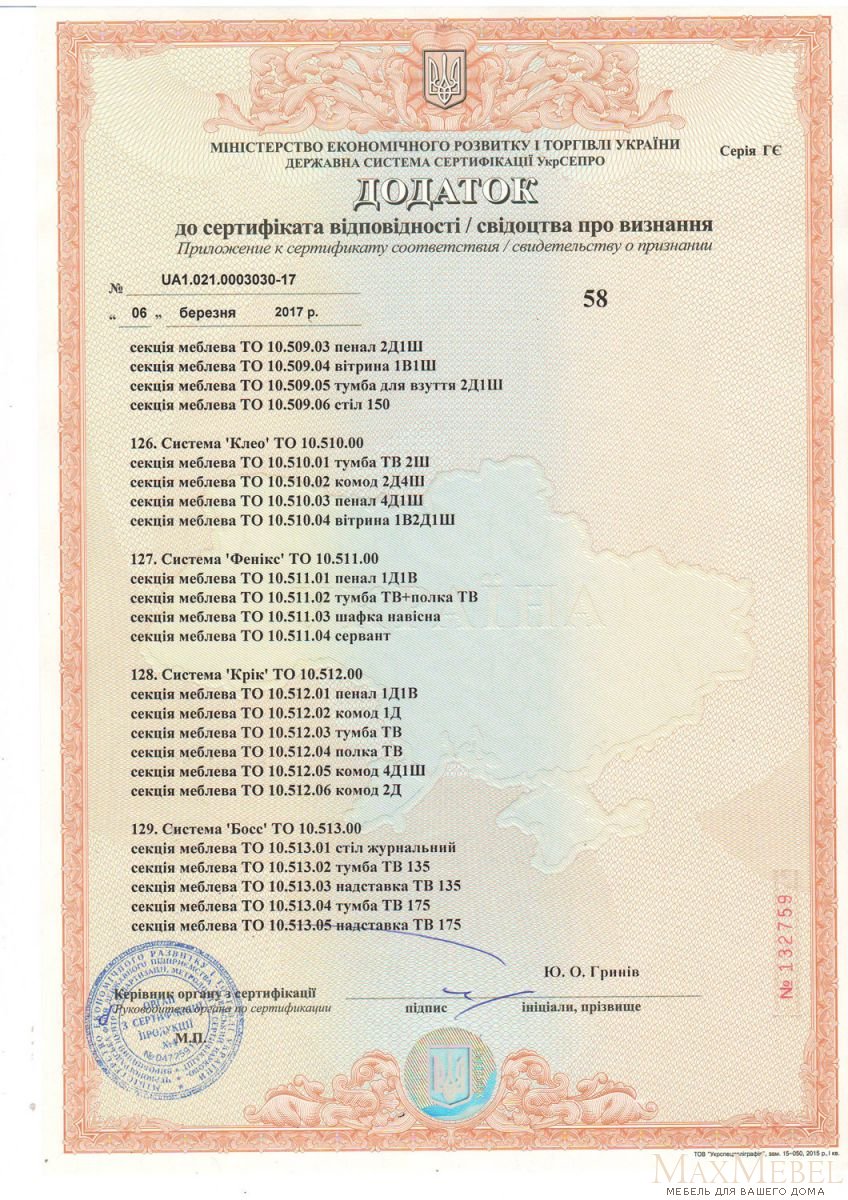 МІНІСТЕРСТВО ЕКОНОМІЧНОГО РОЗВИТКУ І ТОРГІВЛІ УКРАЇНИ
Серія ГЄ
ДЕРЖАВНА СИСТЕМА СЕРТИФІКАЦІЇ УкрСЕПРО
ДОДАТОК
до сертифіката відповідності / свідоцтва про визнання
Приложение к сертификату соответствия / свидетельству о признании
№ UA1.021.0003030-17
58
„ 06 „ березня 2017 р.
секція меблева ТО 10.509.03 пенал 2Д1Ш
секція меблева ТО 10.509.04 вітрина 1В1Ш
секція меблева ТО 10.509.05 тумба для взуття 2Д1Ш
секція меблева ТО 10.509.06 стіл 150
126. Система 'Клео' ТО 10.510.00
секція меблева ТО 10.510.01 тумба ТВ 2Ш
секція меблева ТО 10.510.02 комод 2Д4Ш
секція меблева ТО 10.510.03 пенал 4Д1Ш
секція меблева ТО 10.510.04 вітрина 1В2Д1Ш
127. Система 'Фенікс' ТО 10.511.00
секція меблева ТО 10.511.01 пенал 1Д1В
секція меблева ТО 10.511.02 тумба ТВ+полка ТВ
секція меблева ТО 10.511.03 шафка навісна
секція меблева ТО 10.511.04 сервант
128. Система 'Крік' ТО 10.512.00
секція меблева ТО 10.512.01 пенал 1Д1В
секція меблева ТО 10.512.02 комод 1Д
секція меблева ТО 10.512.03 тумба ТВ
секція меблева ТО 10.512.04 полка ТВ
секція меблева ТО 10.512.05 комод 4Д1Ш
секція меблева ТО 10.512.06 комод 2Д
129. Система 'Босс' ТО 10.513.00
секція меблева ТО 10.513.01 стіл журнальний
секція меблева ТО 10.513.02 тумба ТВ 135
секція меблева ТО 10.513.03 надставка ТВ 135
секція меблева ТО 10.513.04 тумба ТВ 175
секція меблева ТО 10.513.05 надставка ТВ 175
№132759
Ю. О. Гринів
Керівник органу з сертифікації
Руководитель органа по сертификации
підпис
ініціали, прізвище
М.П.
ОРГАН
З СЕРТИФІКАЦІЇ
ПРОДУКЦІЇ
ТОВ "Укрспецполіграфія", зам. 15-050, 2015 р., І кв.
MAXMEBEL
МЕБЕЛЬ ДЛЯ ВАШЕГО ДОМА